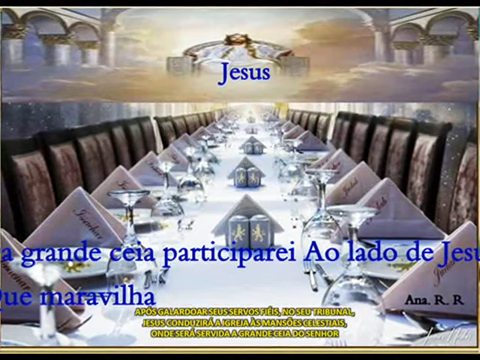 Jesus
a grande ceia participarei Ao lado de Jesu
Que maravilha
Ana. R. R
APÓS GALARDOAR SEUS SERVOS FIÉIS, NO SEU TRIBUNAL,
JESUS CONDUZIRÁ A IGREJA ÀS MANSÕES CELESTIAIS,
ONDE SERÁ SERVIDA A GRANDE CEIA DO SENHOR